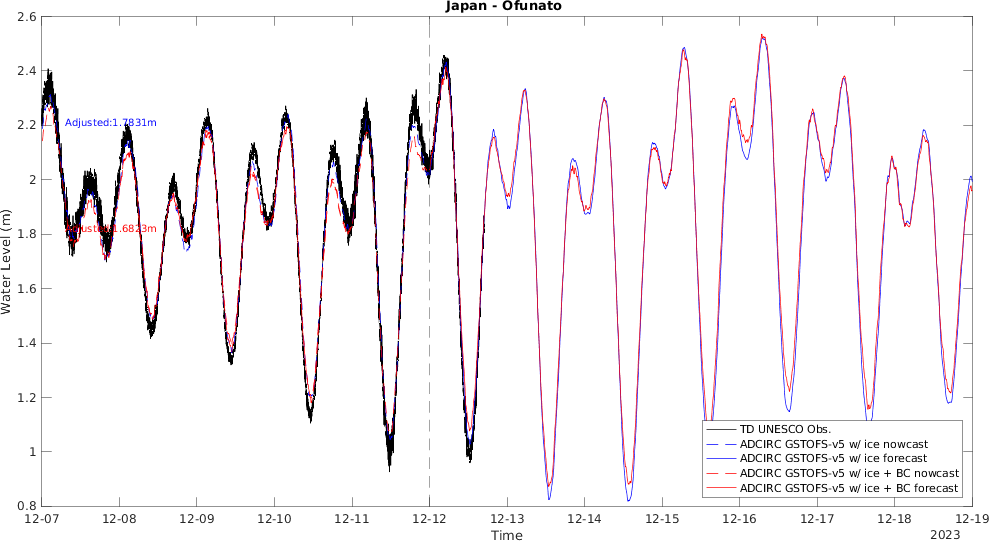 Japan - Ofunato
2.6
2.4
2.2
2
1.8
1.6
1.4
1.2
1
0.8
Water Level (m)
Adjusted:1.7831m
1.6823m
12-07
12-08
12-09
12-10
12-11
12-12
12-13
12-14
12-15
12-16
12-17
12-18
12-19
Time
2023
TD UNESCO Obs.
ADCIRC GSTOFS-v5 w/ ice nowcast
ADCIRC GSTOFS-v5 w/ ice forecast
ADCIRC GSTOFS-v5 w/ ice + BC nowcast
ADCIRC GSTOFS-v5 w/ ice + BC forecast